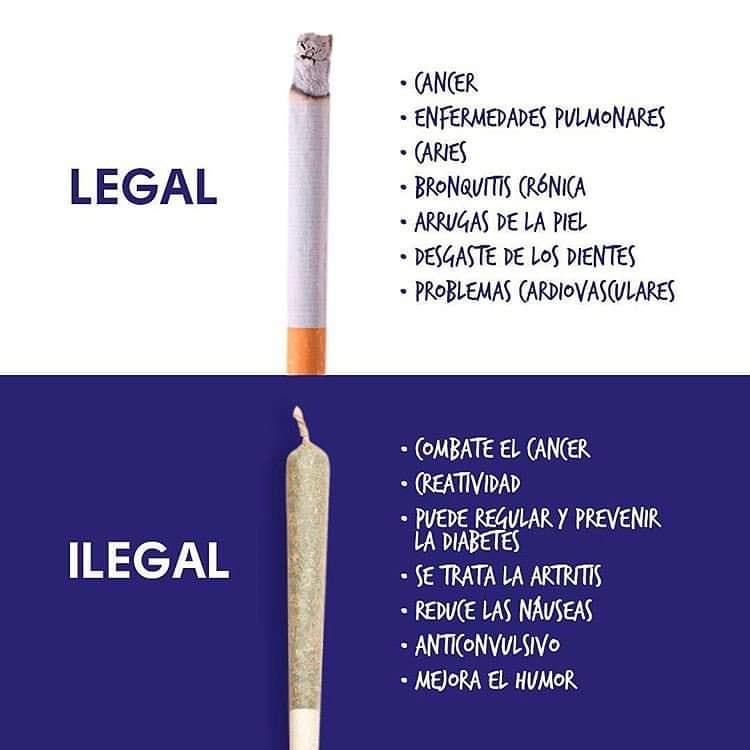 LEGAL
• CANCER
• ENFERMEDADES PULMONARES
• CARIES
• BRONQUITIS CRÓNICA
• ARRUGAS DE LA PIEL
• DESGASTE DE LOS DIENTES
• PROBLEMAS CARDIOVASCULARES
ILEGAL
• COMBATE EL CANCER
• CREATIVIDAD
• PUEDE REGULAR Y PREVENIR
LA DIABETES
• SE TRATA LA ARTRITIS
• REDUCE LAS NÁUSEAS
• ANTICONVULSIVO
• MEJORA EL HUMOR